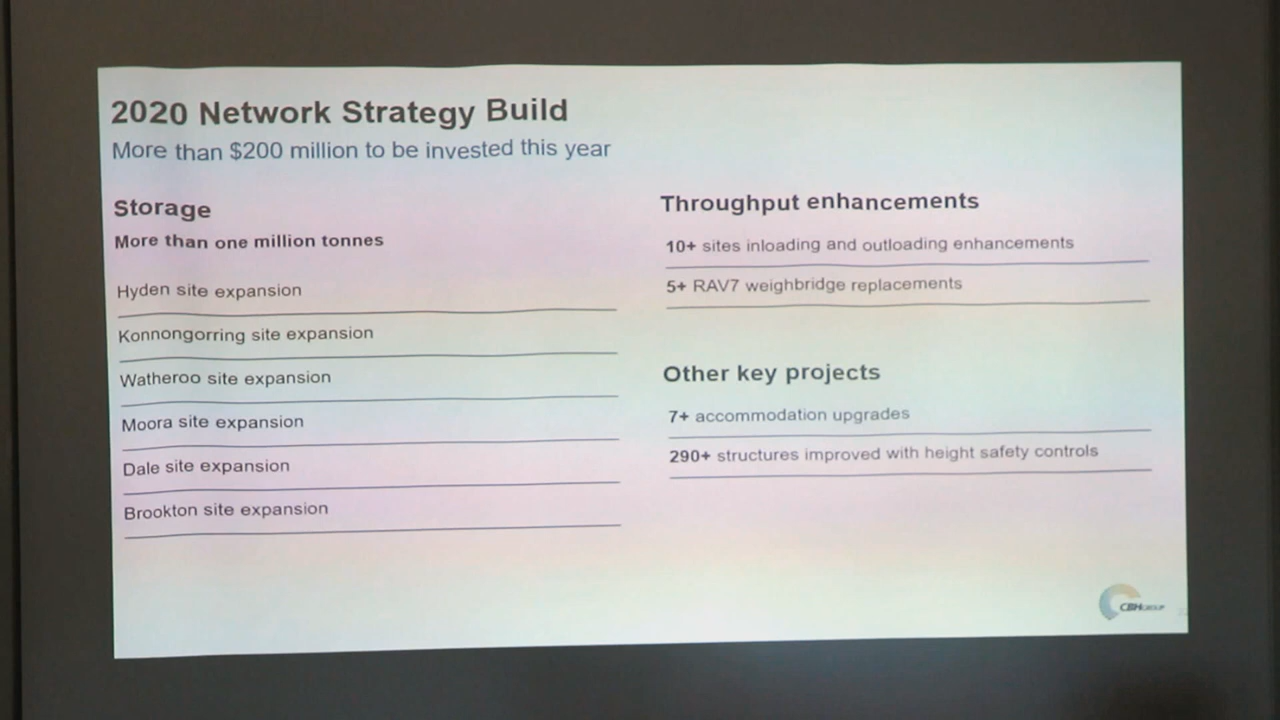 2020 Network Strategy Build
More than $200 million to be invested this year
Storage
More than one million tonnes
Hyden site expansion
Konnongorring site expansion
Watheroo site expansion
Moora site expansion
Dale site expansion
Brookton site expansion
Throughput enhancements
10+ sites inloading and outloading enhancements
5+ RAV7 weighbridge replacements
Other key projects
7+ accommodation upgrades
290+ structures improved with height safety controls
CBH GROUP